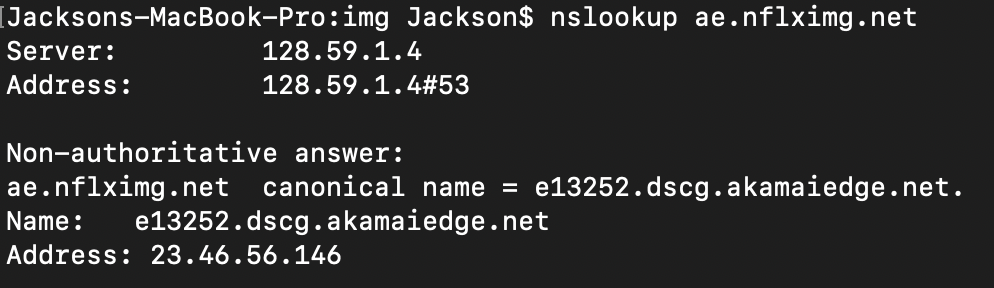 [Jacksons-MacBook-Pro:img Jackson$ nslookup ae.nflximg.net
Server:         128.59.1.4
Address:        128.59.1.4#53
Non-authoritative answer:
ae.nflximg.net  canonical name = e13252.dscg.akamaiedge.net.
Name:   e13252.dscg.akamaiedge.net
Address: 23.46.56.146